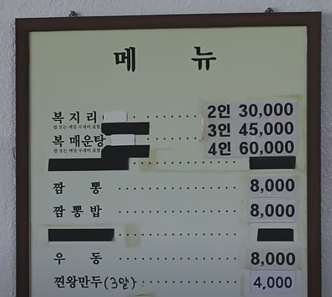 메 뉴
복 지 리 2인 30,000
3인 45,000
복 매운탕 4인 60,000
짬 뽕 8,000
짬 뽕 밥 8,000
우 동 8,000
찐왕만두 (3알) 4,000